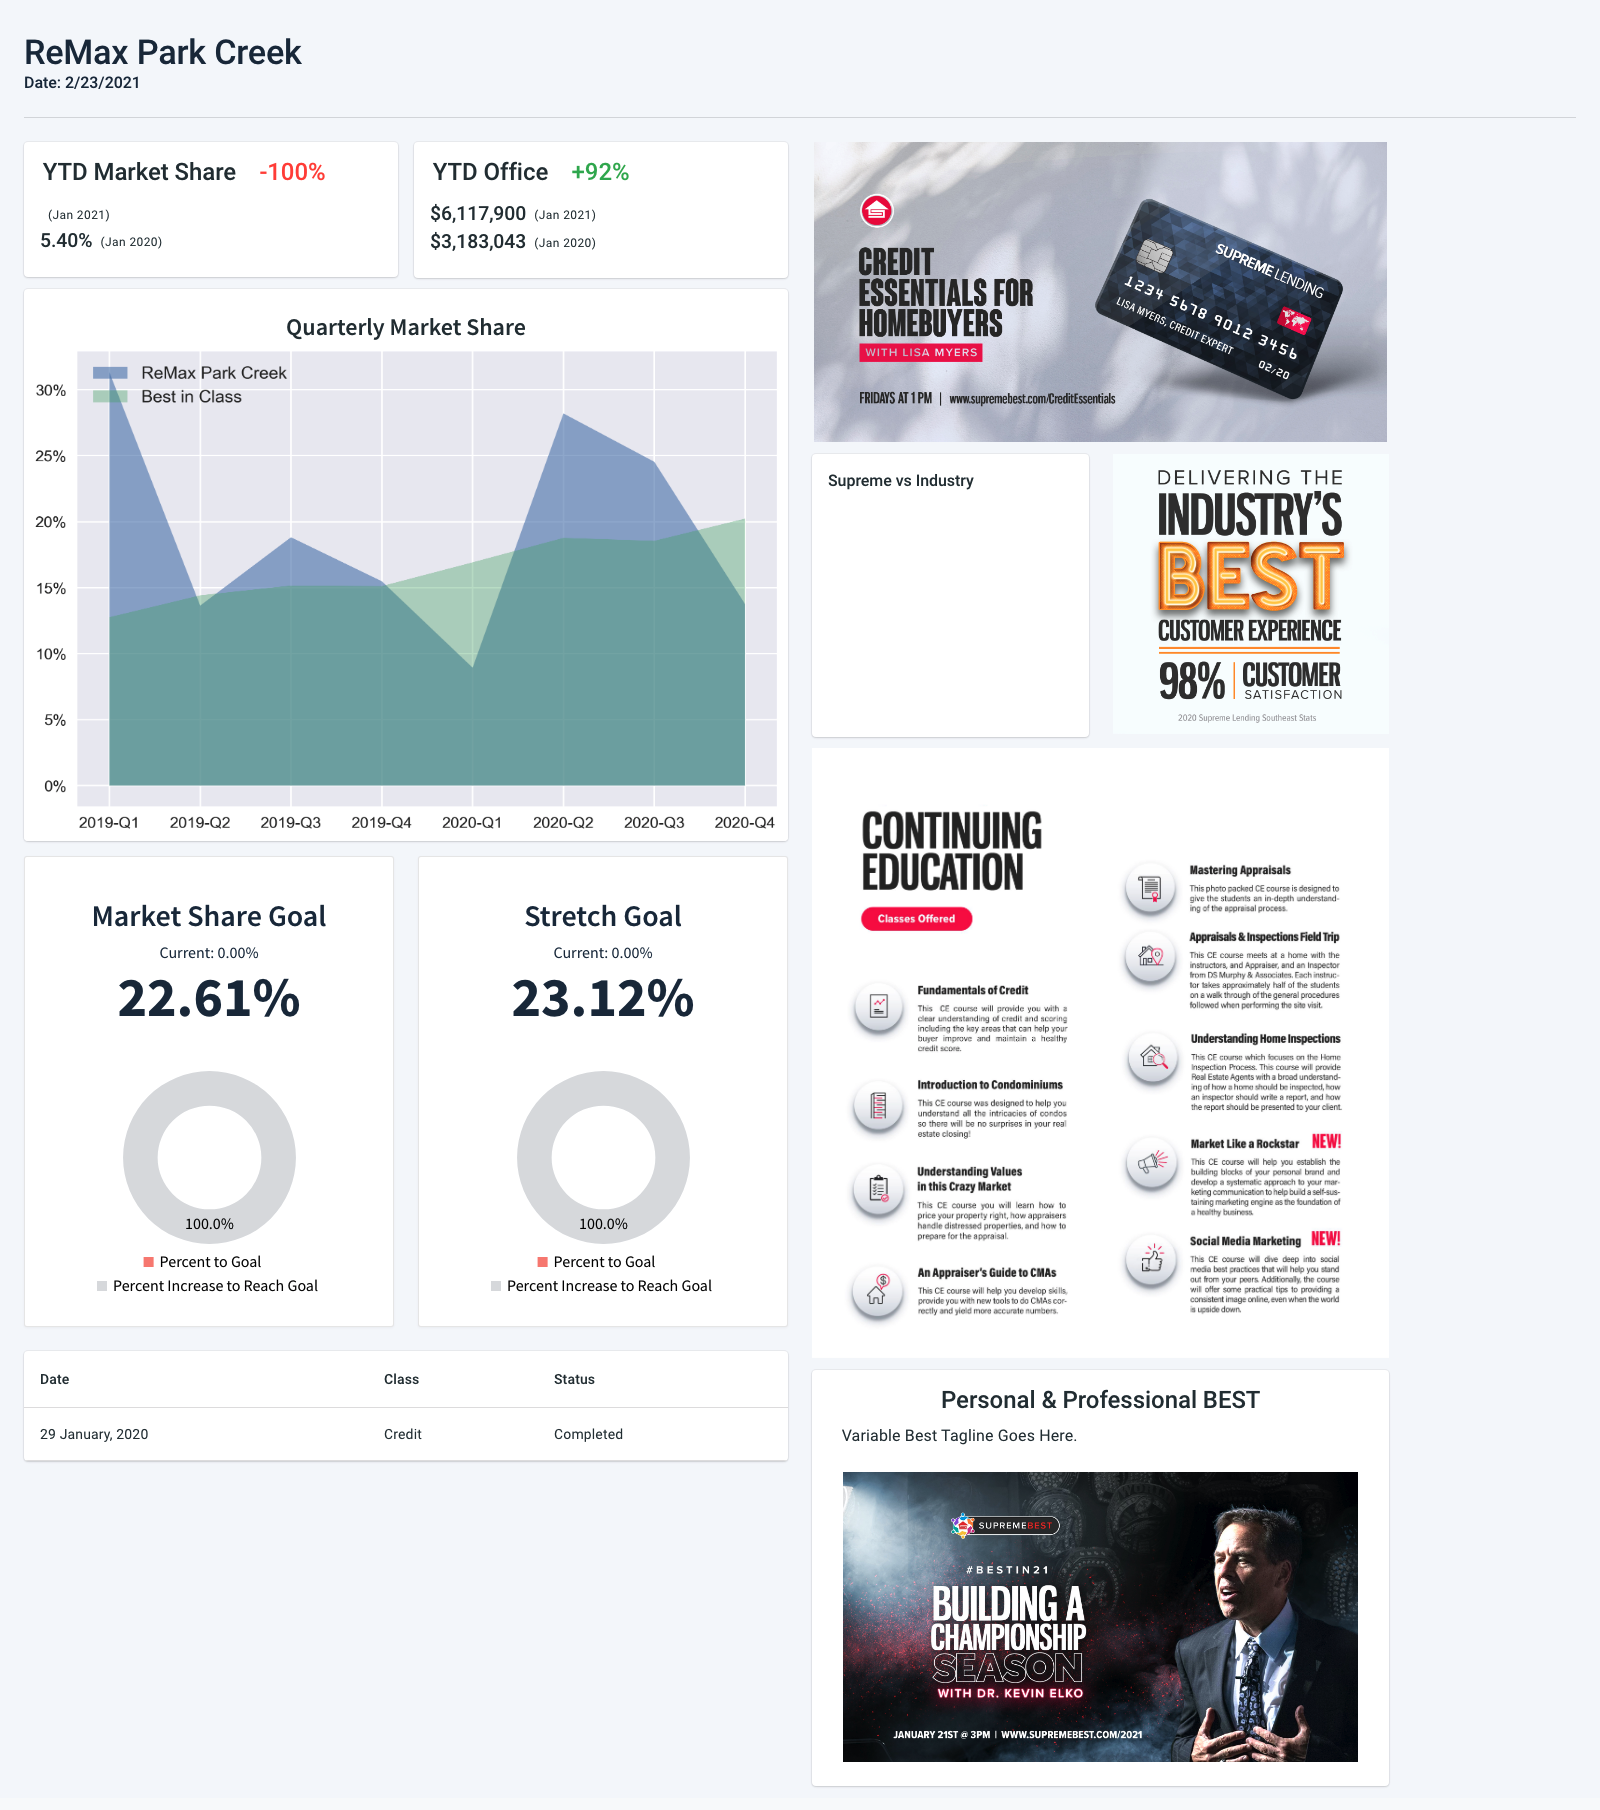 ReMax Park Creek
Date: 2/23/2021
YTD Market Share -100%
(Jan 2021)
5.40% (Jan 2020)
YTD Office +92%
$6,117,900 (Jan 2021)
$3,183,043 (Jan 2020)
Quarterly Market Share
ReMax Park Creek
Best in Class
30%
25%
20%
15%
10%
5%
0%
2019-Q1 2019-Q2 2019-Q3 2019-Q4 2020-Q1 2020-Q2 2020-Q3 2020-Q4
Market Share Goal
Current: 0.00%
22.61%
100.0%
Percent to Goal
Percent Increase to Reach Goal
Stretch Goal
Current: 0.00%
23.12%
100.0%
Percent to Goal
Percent Increase to Reach Goal
Date Class Status
29 January, 2020 Credit Completed
CREDIT
ESSENTIALS FOR
HOMEBUYERS
WITH LISA MYERS
FRIDAYS AT 1 PM | www.supremebest.com/CreditEssentials
SUPREME LENDING
1234 5678 9012 3456
LISA MYERS, CREDIT EXPERT
02/20
Supreme vs Industry
DELIVERING THE
INDUSTRY'S
BEST
CUSTOMER EXPERIENCE
98% CUSTOMER
SATISFACTION
2020 Supreme Lending Southeast Stats
CONTINUING
EDUCATION
Classes Offered
Fundamentals of Credit
This CE course will provide you with a
clear understanding of credit and scoring
including the key areas that can help your
buyer improve and maintain a healthy
credit score.
Introduction to Condominiums
This CE course was designed to help you
understand all the intricacies of condos
so there will be no surprises in your real
estate closing!
Understanding Values
in this Crazy Market
This CE course you will learn how to
price your property right, how appraisers
handle distressed properties, and how to
prepare for the appraisal.
An Appraiser's Guide to CMAs
This CE course will help you develop skills,
provide you with new tools to do CMAs cor-
rectly and yield more accurate numbers.
Mastering Appraisals
This photo packed CE course is designed to
give the students an in-depth understand-
ing of the appraisal process.
Appraisals & Inspections Field Trip
This CE course meets at a home with the
instructors, and Appraiser, and an Inspector
from DS Murphy & Associates. Each instruc-
tor takes approximately half of the students
on a walk through of the general procedures
followed when performing the site visit.
Understanding Home Inspections
This CE course which focuses on the Home
Inspection Process. This course will provide
Real Estate Agents with a broad understand-
ing of how a home should be inspected, how
an inspector should write a report, and how
the report should be presented to your client.
Market Like a Rockstar NEW!
This CE course will help you establish the
building blocks of your personal brand and
develop a systematic approach to your mar-
keting communication to help build a self-sus-
taining marketing engine as the foundation of
a healthy business.
Social Media Marketing NEW!
This CE course will dive deep into social
media best practices that will help you stand
out from your peers. Additionally, the course
will offer some practical tips to providing a
consistent image online, even when the world
is upside down.
Personal & Professional BEST
Variable Best Tagline Goes Here.
SUPREMEBEST
#BESTIN21
BUILDING A
CHAMPIONSHIP
SEASON
WITH DR. KEVIN ELKO
JANUARY 21ST @ 3PM | WWW.SUPREMEBEST.COM/2021